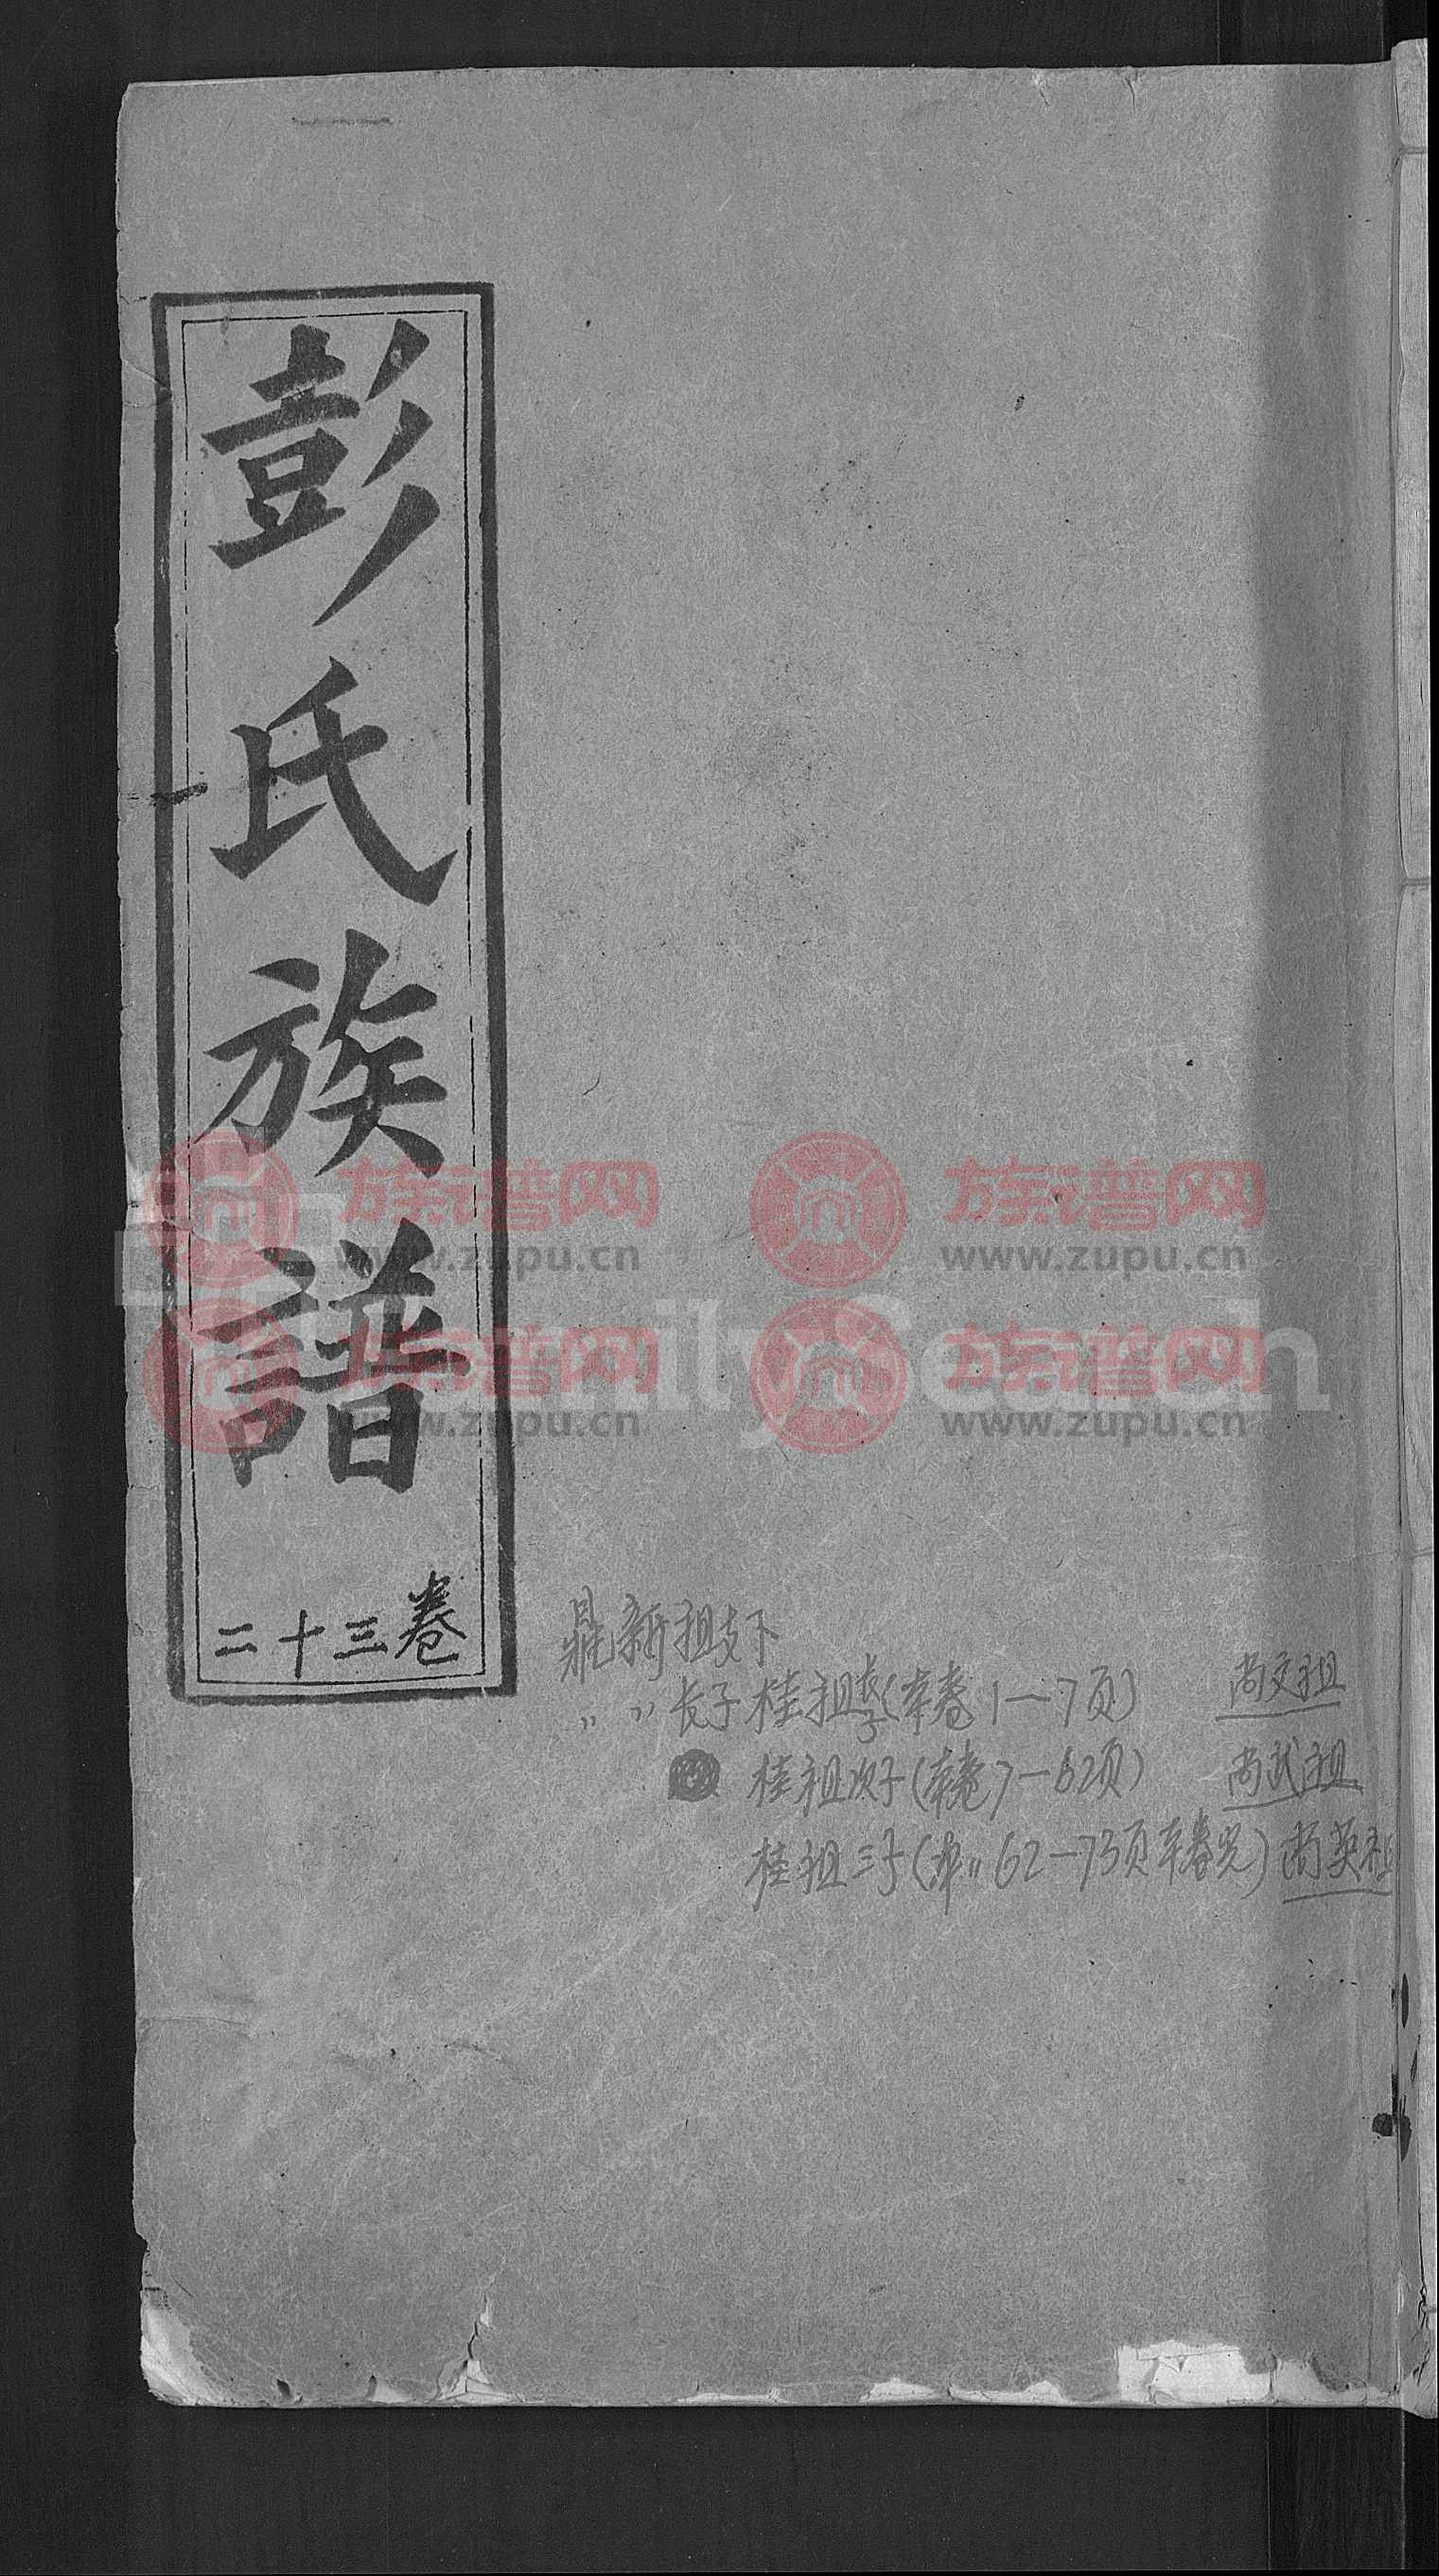 彭氏族譜
二十三卷
鼎新祖支下
〃 〃 长子 桂祖長子(本卷1—7页) 尚文祖
桂祖次子(本卷7—62页) 尚武祖
桂祖三子(本〃62—73页本卷完) 尚英祖
族谱网 族谱网
www.zupu.cn www.zupu.cn
FamilySearch
族谱网 族谱网
www.zupu.cn www.zupu.cn